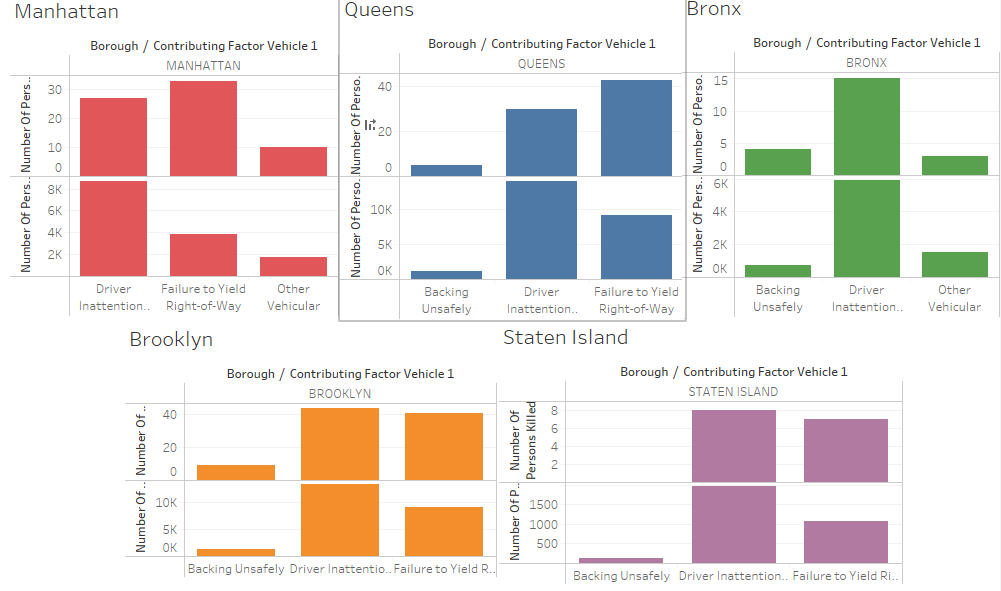 Manhattan
Borough / Contributing Factor Vehicle 1
MANHATTAN
Number Of Pers..
30
20
10
0
Number Of Pers..
8K
6K
4K
2K
Driver Inattention..
Failure to Yield Right-of-Way
Other Vehicular
Queens
Borough / Contributing Factor Vehicle 1
QUEENS
Number Of Perso.
40
20
0
Number Of Perso.
10K
5K
0K
Backing Unsafely
Driver Inattention..
Failure to Yield Right-of-Way
Bronx
Borough / Contributing Factor Vehicle 1
BRONX
Number Of Perso.
15
10
5
0
Number Of Pers..
6K
4K
2K
0K
Backing Unsafely
Driver Inattention..
Other Vehicular
Brooklyn
Borough / Contributing Factor Vehicle 1
BROOKLYN
Number Of ..
40
20
0
Number Of ..
10K
5K
0K
Backing Unsafely
Driver Inattentio..
Failure to Yield R..
Staten Island
Borough / Contributing Factor Vehicle 1
STATEN ISLAND
Number Of
Persons Killed
8
6
4
2
Number Of P..
1500
1000
500
Backing Unsafely
Driver Inattention..
Failure to Yield Ri..